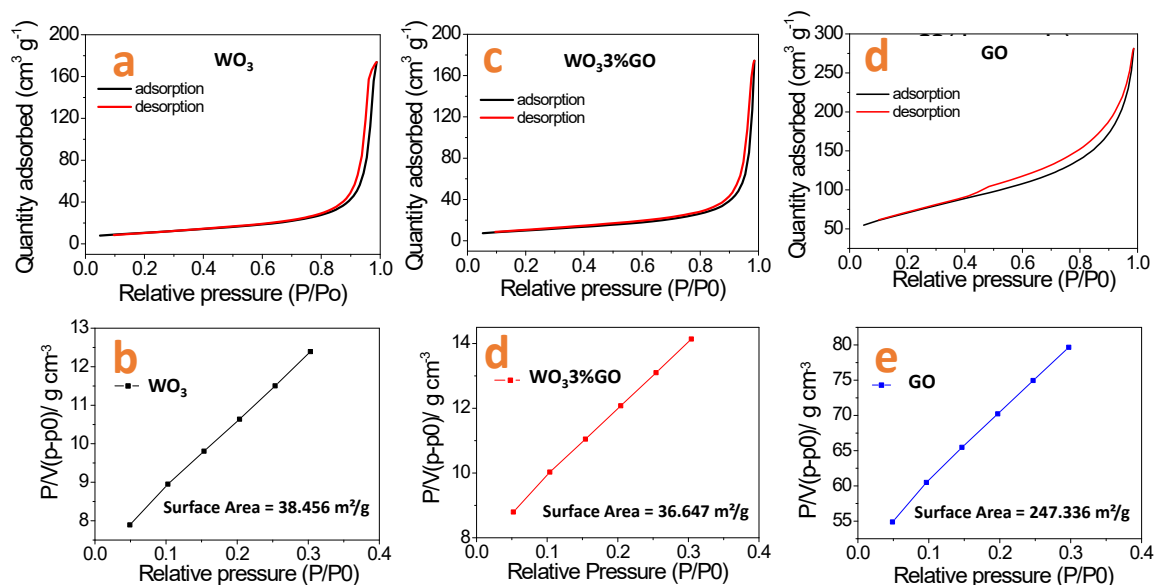 a
WO₃
adsorption
desorption
Quantity adsorbed (cm³ g⁻¹)
0
40
80
120
160
200
0.0 0.2 0.4 0.6 0.8 1.0
Relative pressure (P/Po)
c
WO₃3%GO
adsorption
desorption
Quantity adsorbed (cm³ g⁻¹)
0
40
80
120
160
200
0.0 0.2 0.4 0.6 0.8 1.0
Relative pressure (P/P0)
d
GO
adsorption
desorption
Quantity adsorbed (cm³ g⁻¹)
50
100
150
200
250
300
0.0 0.2 0.4 0.6 0.8 1.0
Relative pressure (P/P0)
b
WO₃
P/V(p-p0)/ g cm⁻³
8
9
10
11
12
13
Surface Area = 38.456 m²/g
0.0 0.1 0.2 0.3 0.4
Relative pressure (P/P0)
d
WO₃3%GO
P/V(p-p0)/ g cm⁻³
8
10
12
14
Surface Area = 36.647 m²/g
0.0 0.1 0.2 0.3 0.4
Relative Pressure (P/P0)
e
GO
P/V(p-p0)/ g cm⁻³
55
60
65
70
75
80
Surface Area = 247.336 m²/g
0.0 0.1 0.2 0.3 0.4
Relative pressure (P/P0)